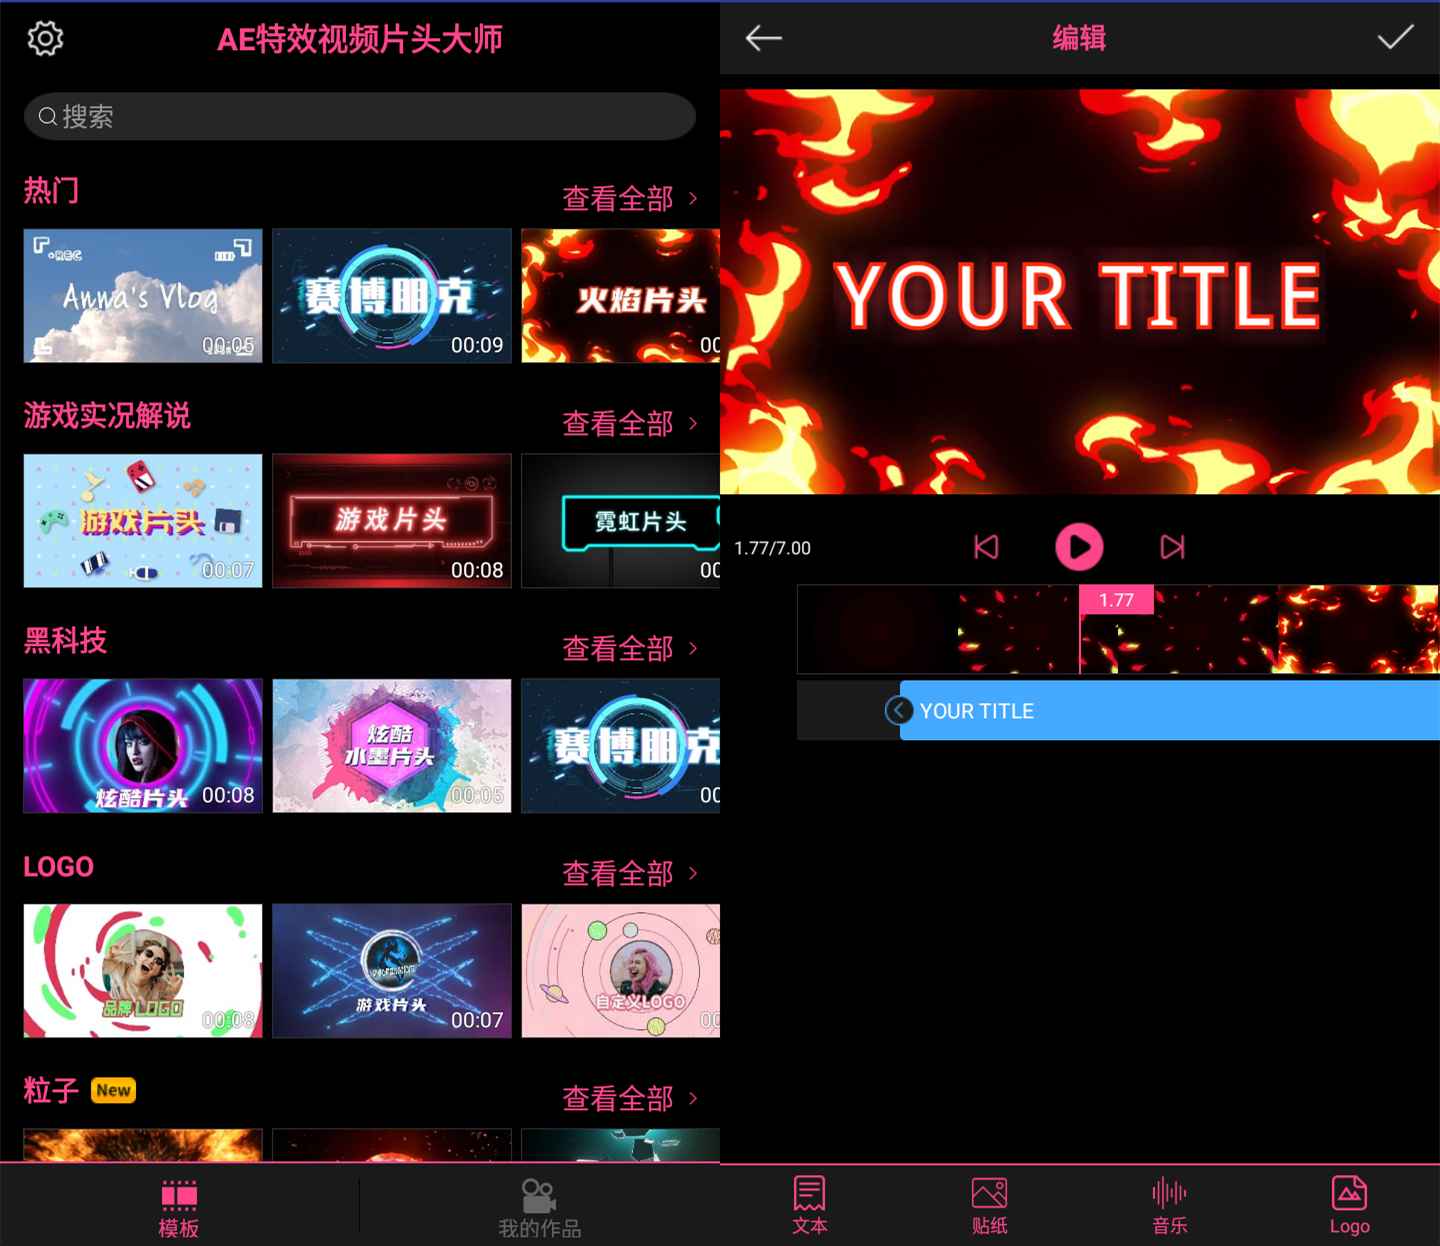 AE特效视频片头大师
搜索
热门
查看全部
REC
Anna's Vlog
00:05
赛博朋克
00:09
火焰片头
00
游戏实况解说
查看全部
游戏片头
00:07
游戏片头
00:08
霓虹片头
00
黑科技
查看全部
炫酷片头
00:08
炫酷
水墨片头
00:05
赛博朋克
00
LOGO
查看全部
品牌 LOGO
00:08
游戏片头
00:07
自定义LOGO
00
粒子 New
查看全部
模板
我的作品
编辑
YOUR TITLE
1.77/7.00
1.77
YOUR TITLE
文本
贴纸
音乐
Logo